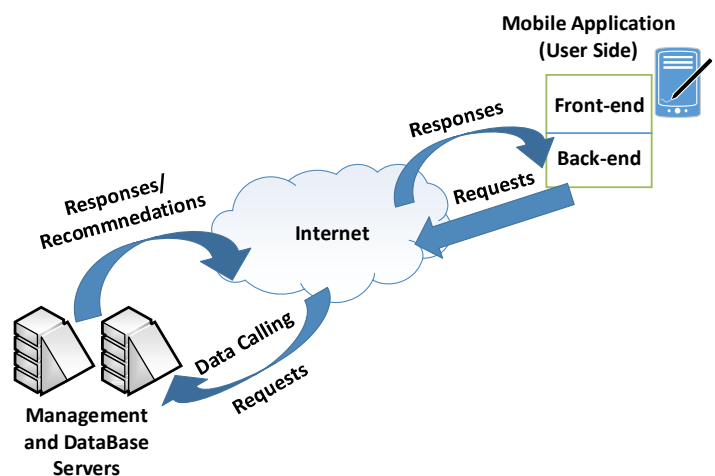 Mobile Application
(User Side)
Front-end
Back-end
Responses
Requests
Responses/
Recommnedations
Internet
Data Calling
Requests
Management
and DataBase
Servers